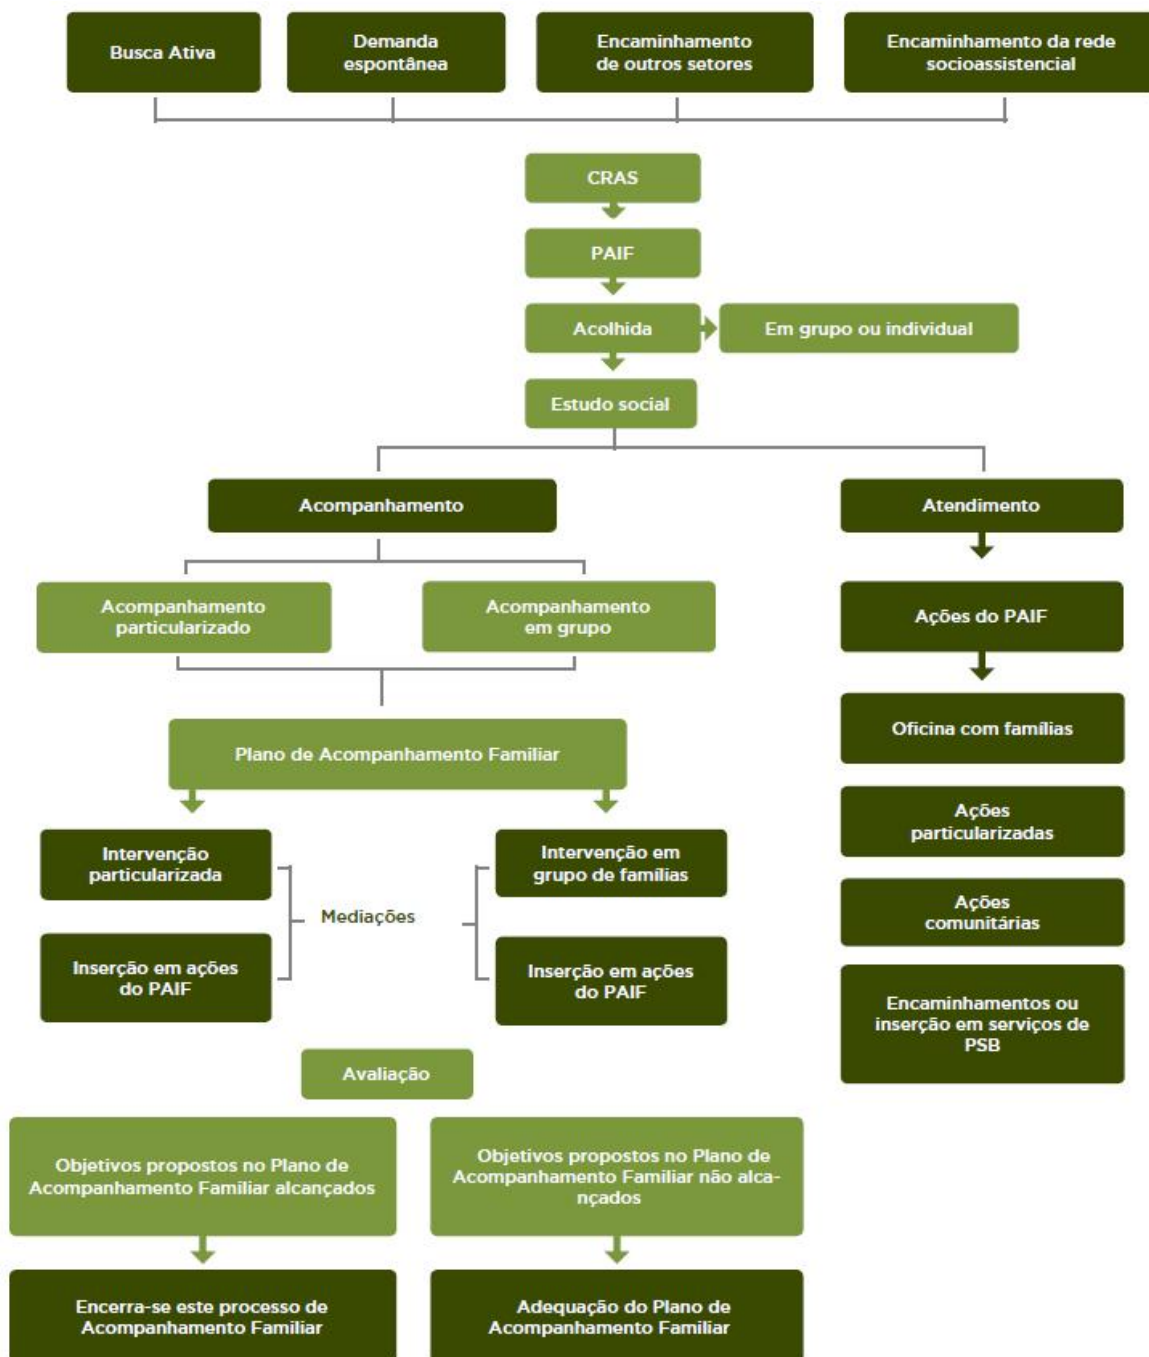 Busca Ativa
Demanda
espontânea
Encaminhamento
de outros setores
Encaminhamento da rede
socioassistencial
CRAS
PAIF
Acolhida
Em grupo ou individual
Estudo social
Acompanhamento
Atendimento
Acompanhamento
particularizado
Acompanhamento
em grupo
Ações do PAIF
Plano de Acompanhamento Familiar
Oficina com famílias
Ações
particularizadas
Intervenção
particularizada
Intervenção em
grupo de famílias
Mediações
Ações
comunitárias
Inserção em ações
do PAIF
Inserção em ações
do PAIF
Encaminhamentos ou
inserção em serviços de
PSB
Avaliação
Objetivos propostos no Plano de
Acompanhamento Familiar alcançados
Objetivos propostos no Plano de
Acompanhamento Familiar não alca-
nçados
Encerra-se este processo de
Acompanhamento Familiar
Adequação do Plano de
Acompanhamento Familiar